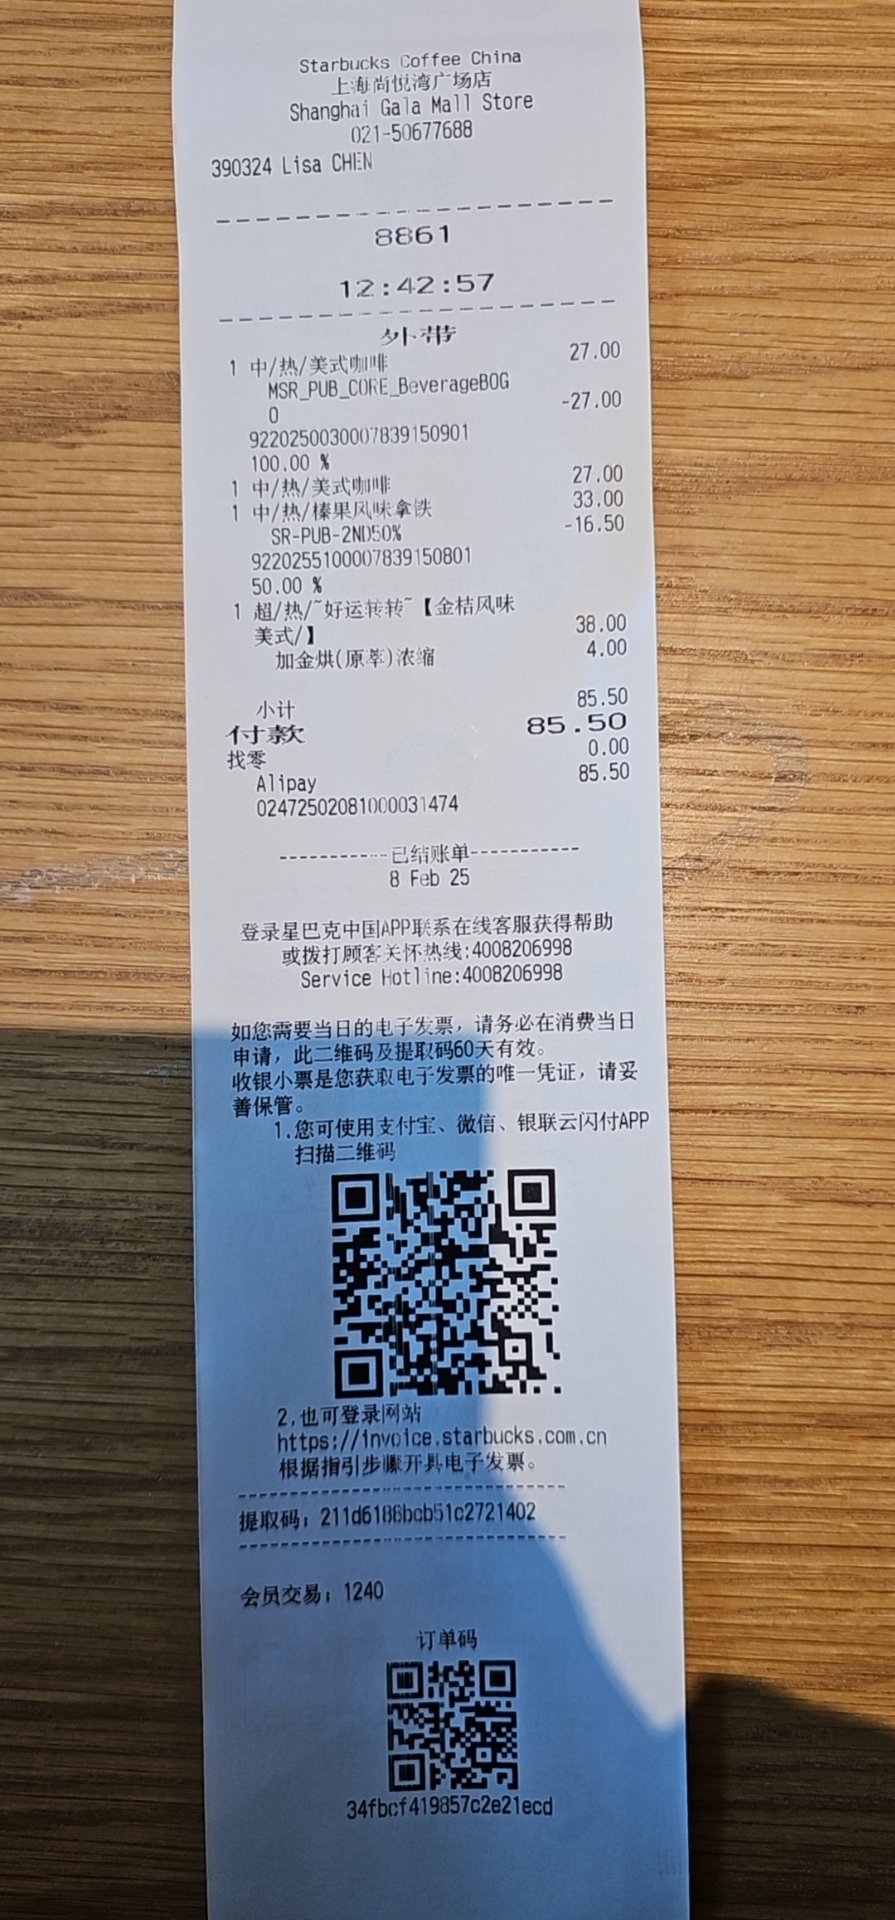 Starbucks Coffee China
上海尚悦湾广场店
Shanghai Gala Mall Store
021-50677688
390324 Lisa CHEN
8861
12:42:57
外带
1 中/热/美式咖啡 27.00
MSR_PUB_CORE_BeverageBOG
O -27.00
9220250030007839150901
100.00 %
1 中/热/美式咖啡 27.00
1 中/热/榛果风味拿铁 33.00
SR-PUB-2ND50% -16.50
9220255100007839150801
50.00 %
1 超/热/~好运转转~【金桔风味
美式/】 38.00
加金烘(原萃)浓缩 4.00
小计 85.50
付款 85.50
找零 0.00
Alipay 85.50
02472502081000031474
-----------已结账单-----------
8 Feb 25
登录星巴克中国APP联系在线客服获得帮助
或拨打顾客关怀热线:4008206998
Service Hotline:4008206998
如您需要当日的电子发票，请务必在消费当日
申请，此二维码及提取码60天有效。
收银小票是您获取电子发票的唯一凭证，请妥
善保管。
1.您可使用支付宝、微信、银联云闪付APP
扫描二维码
2,也可登录网站
https://invoice.starbucks.com.cn
根据指引步骤开具电子发票。
提取码：211d6186bcb51c2721402
会员交易：1240
订单码
34fbcf419857c2e21ecd